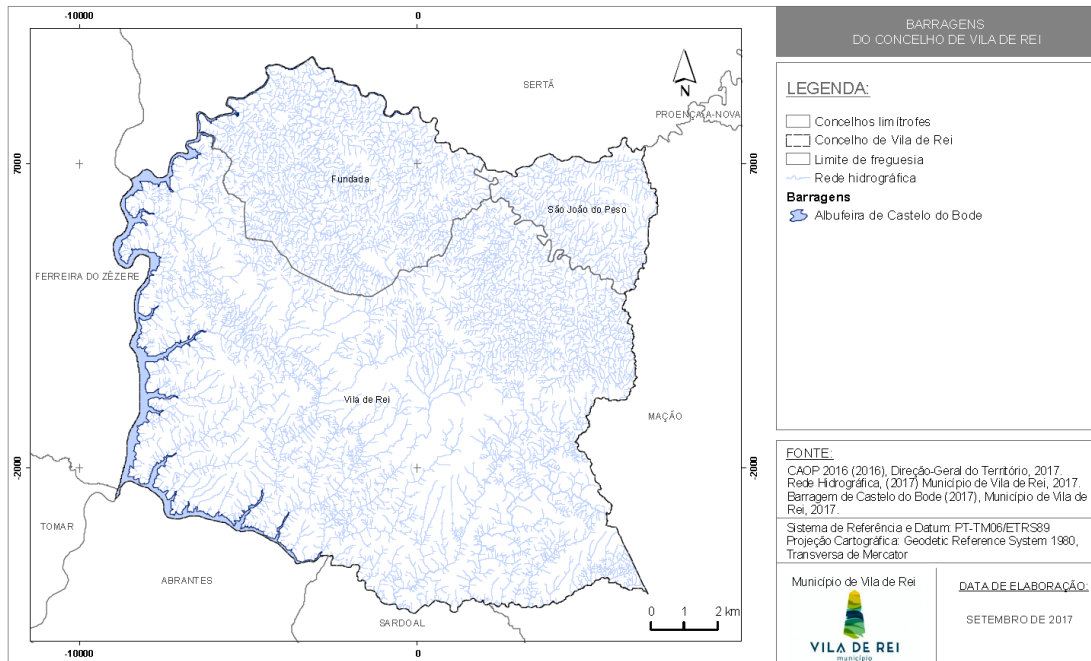 -10000
0
7000
7000
-2000
-2000
-10000
0
SERTÃ
N
PROENÇA-A-NOVA
Fundada
São João do Peso
FERREIRA DO ZÊZERE
Vila de Rei
MAÇÃO
TOMAR
ABRANTES
SARDOAL
0 1 2 km
BARRAGENS
DO CONCELHO DE VILA DE REI
LEGENDA:
Concelhos limítrofes
Concelho de Vila de Rei
Limite de freguesia
Rede hidrográfica
Barragens
Albufeira de Castelo do Bode
FONTE:
CAOP 2016 (2016), Direção-Geral do Território, 2017.
Rede Hidrográfica, (2017) Município de Vila de Rei, 2017.
Barragem de Castelo do Bode (2017), Município de Vila de
Rei, 2017.
Sistema de Referência e Datum: PT-TM06/ETRS89
Projeção Cartográfica: Geodetic Reference System 1980,
Transversa de Mercator
Município de Vila de Rei
VILA DE REI
município
DATA DE ELABORAÇÃO:
SETEMBRO DE 2017